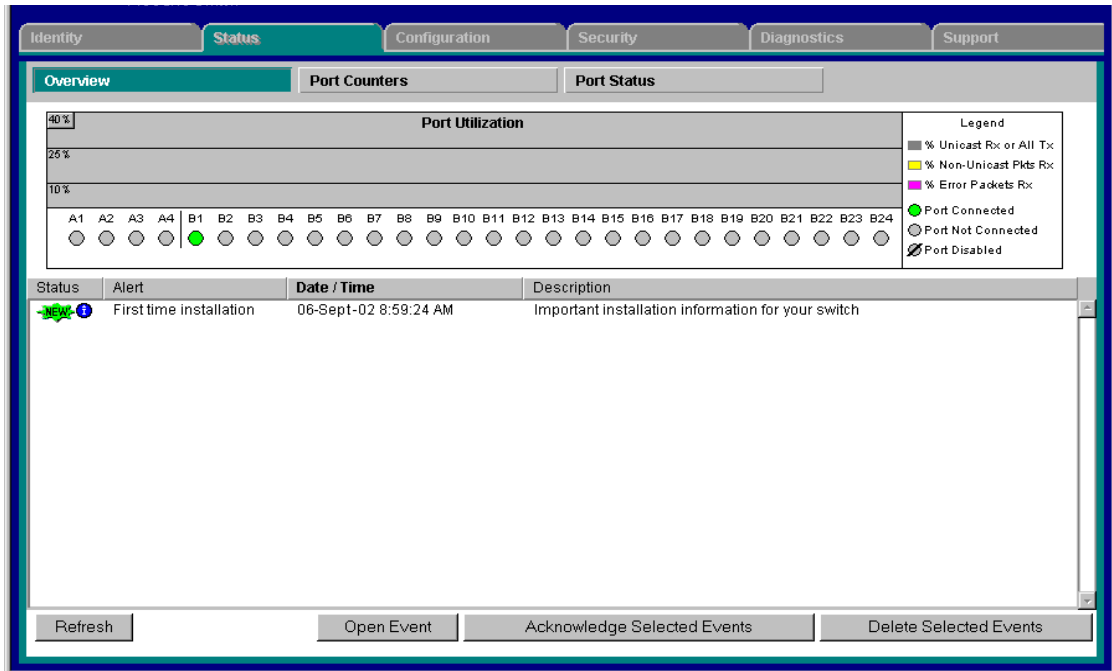 Identity Status Configuration Security Diagnostics Support
Overview Port Counters Port Status
40 % Port Utilization
25 %
10 %
A1 A2 A3 A4 B1 B2 B3 B4 B5 B6 B7 B8 B9 B10 B11 B12 B13 B14 B15 B16 B17 B18 B19 B20 B21 B22 B23 B24
Legend
% Unicast Rx or All Tx
% Non-Unicast Pkts Rx
% Error Packets Rx
Port Connected
Port Not Connected
Port Disabled
Status Alert Date / Time Description
NEW First time installation 06-Sept-02 8:59:24 AM Important installation information for your switch
Refresh Open Event Acknowledge Selected Events Delete Selected Events